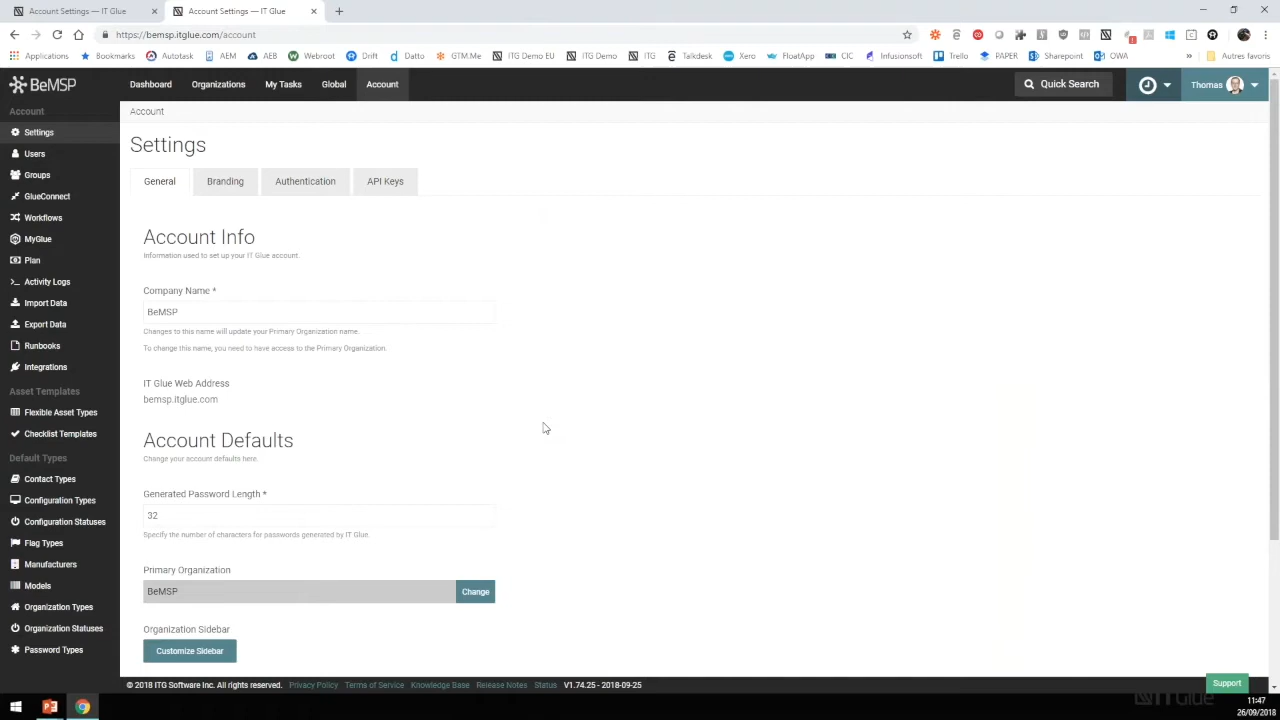 Account Settings — IT Glue
Account Settings — IT Glue
https://bemsp.itglue.com/account
Applications Bookmarks Autotask AEM AEB Webroot Drift Datto GTM.Me ITG Demo EU ITG Demo ITG Talkdesk Xero FloatApp CIC Infusionsoft Trello PAPER Sharepoint OWA » Autres favoris
BeMSP Dashboard Organizations My Tasks Global Account Quick Search Thomas
Account
Settings
Users
Groups
GlueConnect
Workflows
MyGlue
Plan
Activity Logs
Import Data
Export Data
Runbooks
Integrations
Asset Templates
Flexible Asset Types
Checklist Templates
Default Types
Contact Types
Configuration Types
Configuration Statuses
Flag Types
Manufacturers
Models
Organization Types
Organization Statuses
Password Types
Account
Settings
General Branding Authentication API Keys
Account Info
Information used to set up your IT Glue account.
Company Name *
BeMSP
Changes to this name will update your Primary Organization name.
To change this name, you need to have access to the Primary Organization.
IT Glue Web Address
bemsp.itglue.com
Account Defaults
Change your account defaults here.
Generated Password Length *
32
Specify the number of characters for passwords generated by IT Glue.
Primary Organization
BeMSP Change
Organization Sidebar
Customize Sidebar
© 2018 ITG Software Inc. All rights reserved. Privacy Policy Terms of Service Knowledge Base Release Notes Status V1.74.25 - 2018-09-25
Support
IT Glue
11:47
26/09/2018